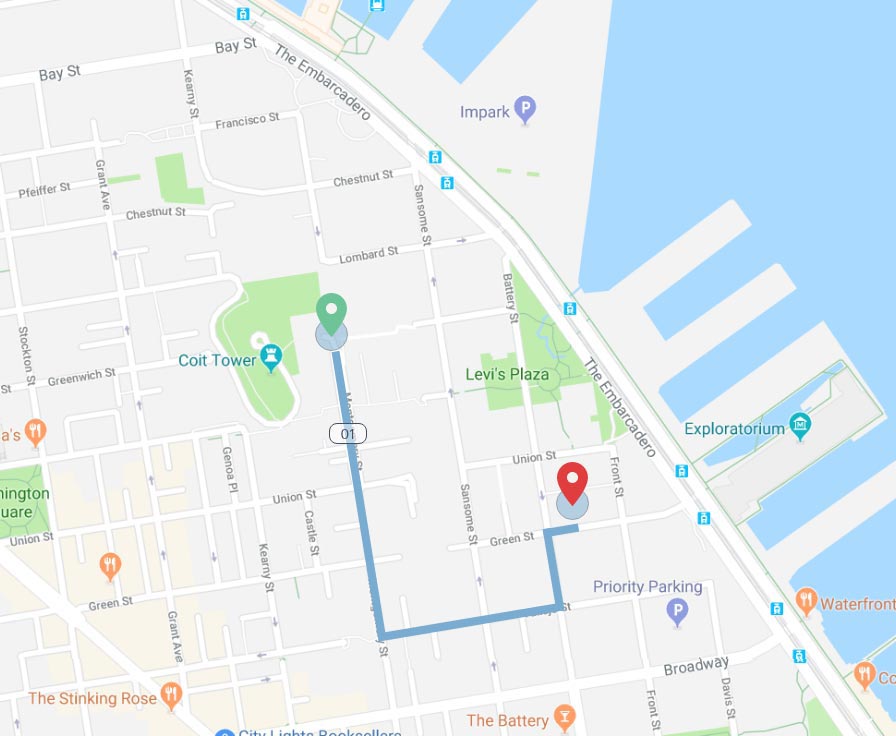 Bay St
Bay St
The Embarcadero
Kearny St
Francisco St
Impark
P
Pfeiffer St
Grant Ave
Chestnut St
Chestnut St
Sansome St
Lombard St
Battery St
Stockton St
Coit Tower
Greenwich St
St
Levi's Plaza
The Embarcadero
Exploratorium
a's
01
Genoa Pl
Union St
Front St
nington
uare
Union St
Union St
Castle St
Sansome St
Green St
Kearny St
Priority Parking
P
Green St
Waterfront
Grant Ave
Broadway
The Stinking Rose
Davis St
Front St
Co
The Battery
City Lights Booksellers